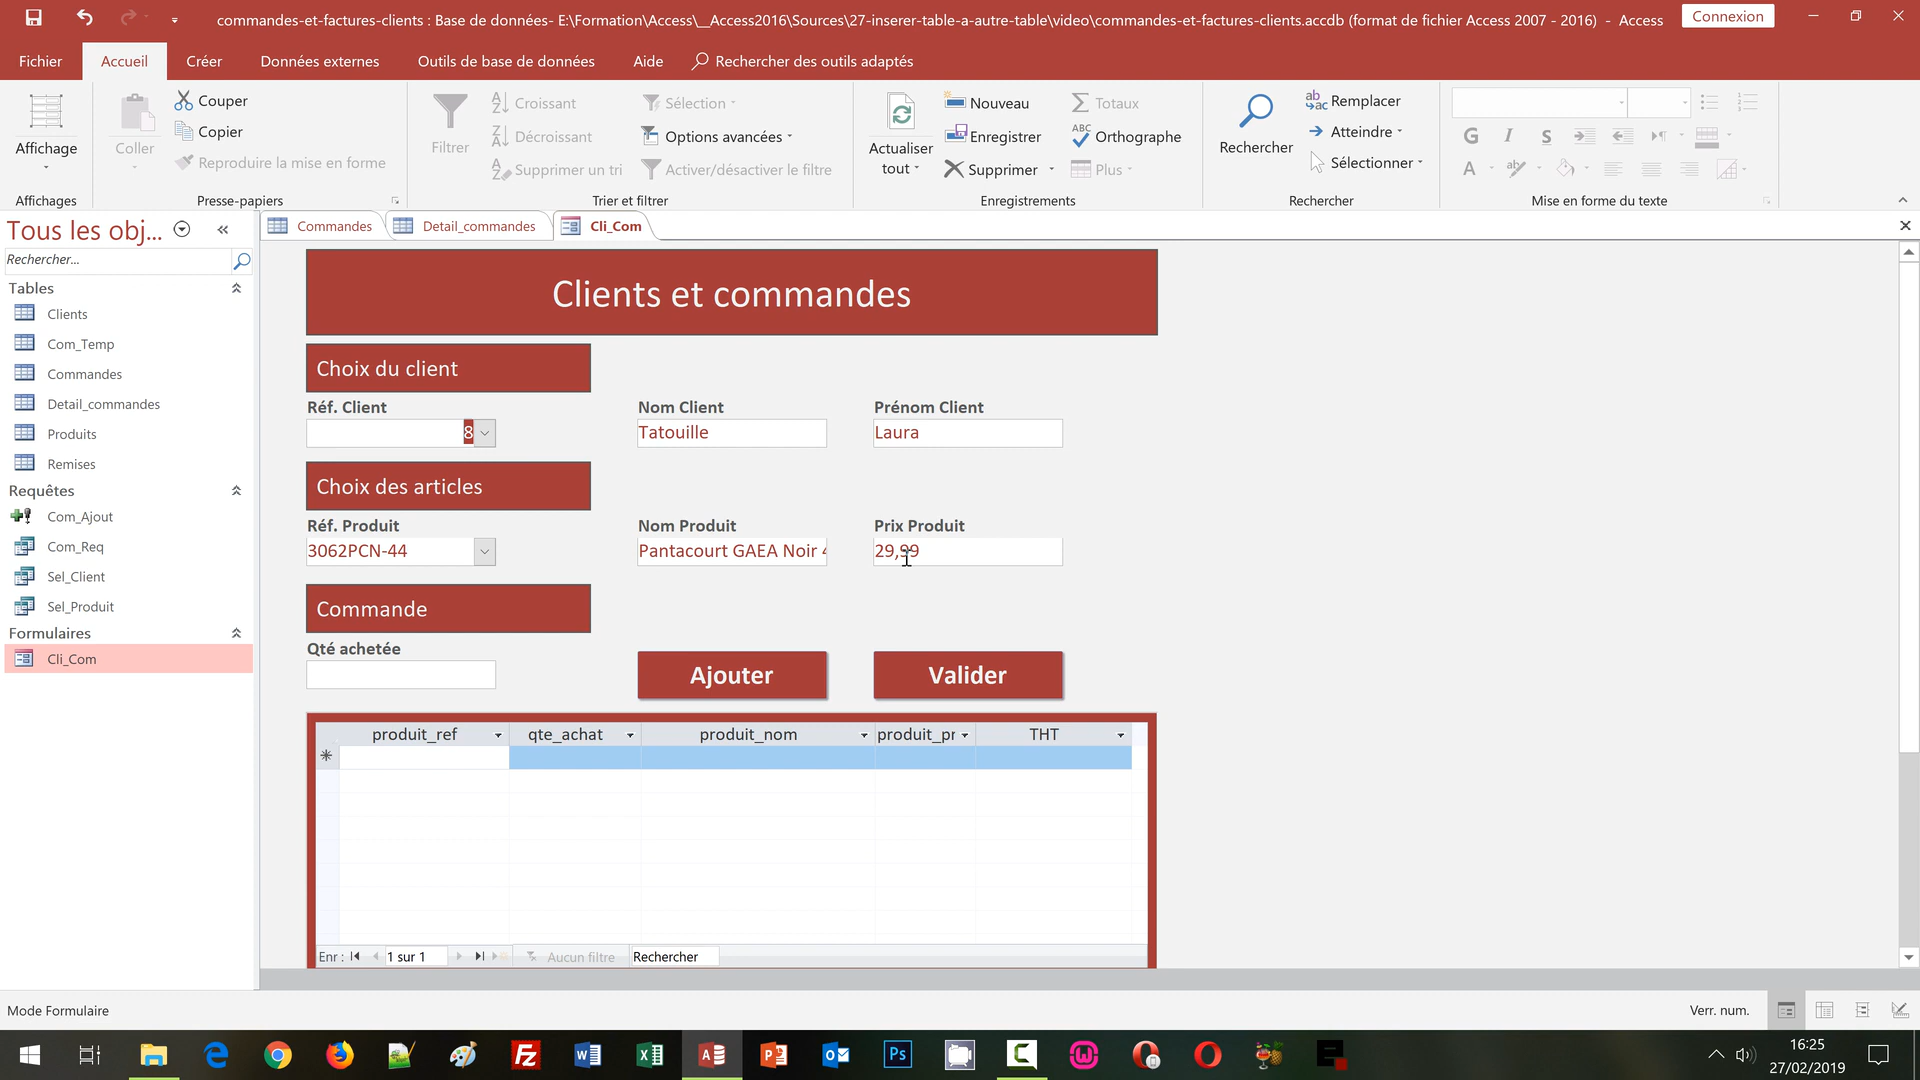 commandes-et-factures-clients : Base de données- E:\Formation\Access\__Access2016\Sources\27-inserer-table-a-autre-table\video\commandes-et-factures-clients.accdb (format de fichier Access 2007 - 2016) - Access
Connexion
Fichier Accueil Créer Données externes Outils de base de données Aide Rechercher des outils adaptés
Affichage
Affichages
Coller
Couper
Copier
Reproduire la mise en forme
Presse-papiers
Filtrer
Croissant
Décroissant
Supprimer un tri
Sélection
Options avancées
Activer/désactiver le filtre
Trier et filtrer
Actualiser
tout
Nouveau
Enregistrer
Supprimer
Totaux
Orthographe
Plus
Enregistrements
Rechercher
Remplacer
Atteindre
Sélectionner
Rechercher
G I S
A
Mise en forme du texte
Tous les obj...
Rechercher...
Tables
Clients
Com_Temp
Commandes
Detail_commandes
Produits
Remises
Requêtes
Com_Ajout
Com_Req
Sel_Client
Sel_Produit
Formulaires
Cli_Com
Commandes Detail_commandes Cli_Com
Clients et commandes
Choix du client
Réf. Client Nom Client Prénom Client
8 Tatouille Laura
Choix des articles
Réf. Produit Nom Produit Prix Produit
3062PCN-44 Pantacourt GAEA Noir 29,99
Commande
Qté achetée
Ajouter Valider
produit_ref qte_achat produit_nom produit_pr THT
Enr : 1 sur 1 Aucun filtre Rechercher
Mode Formulaire
Verr. num.
16:25
27/02/2019